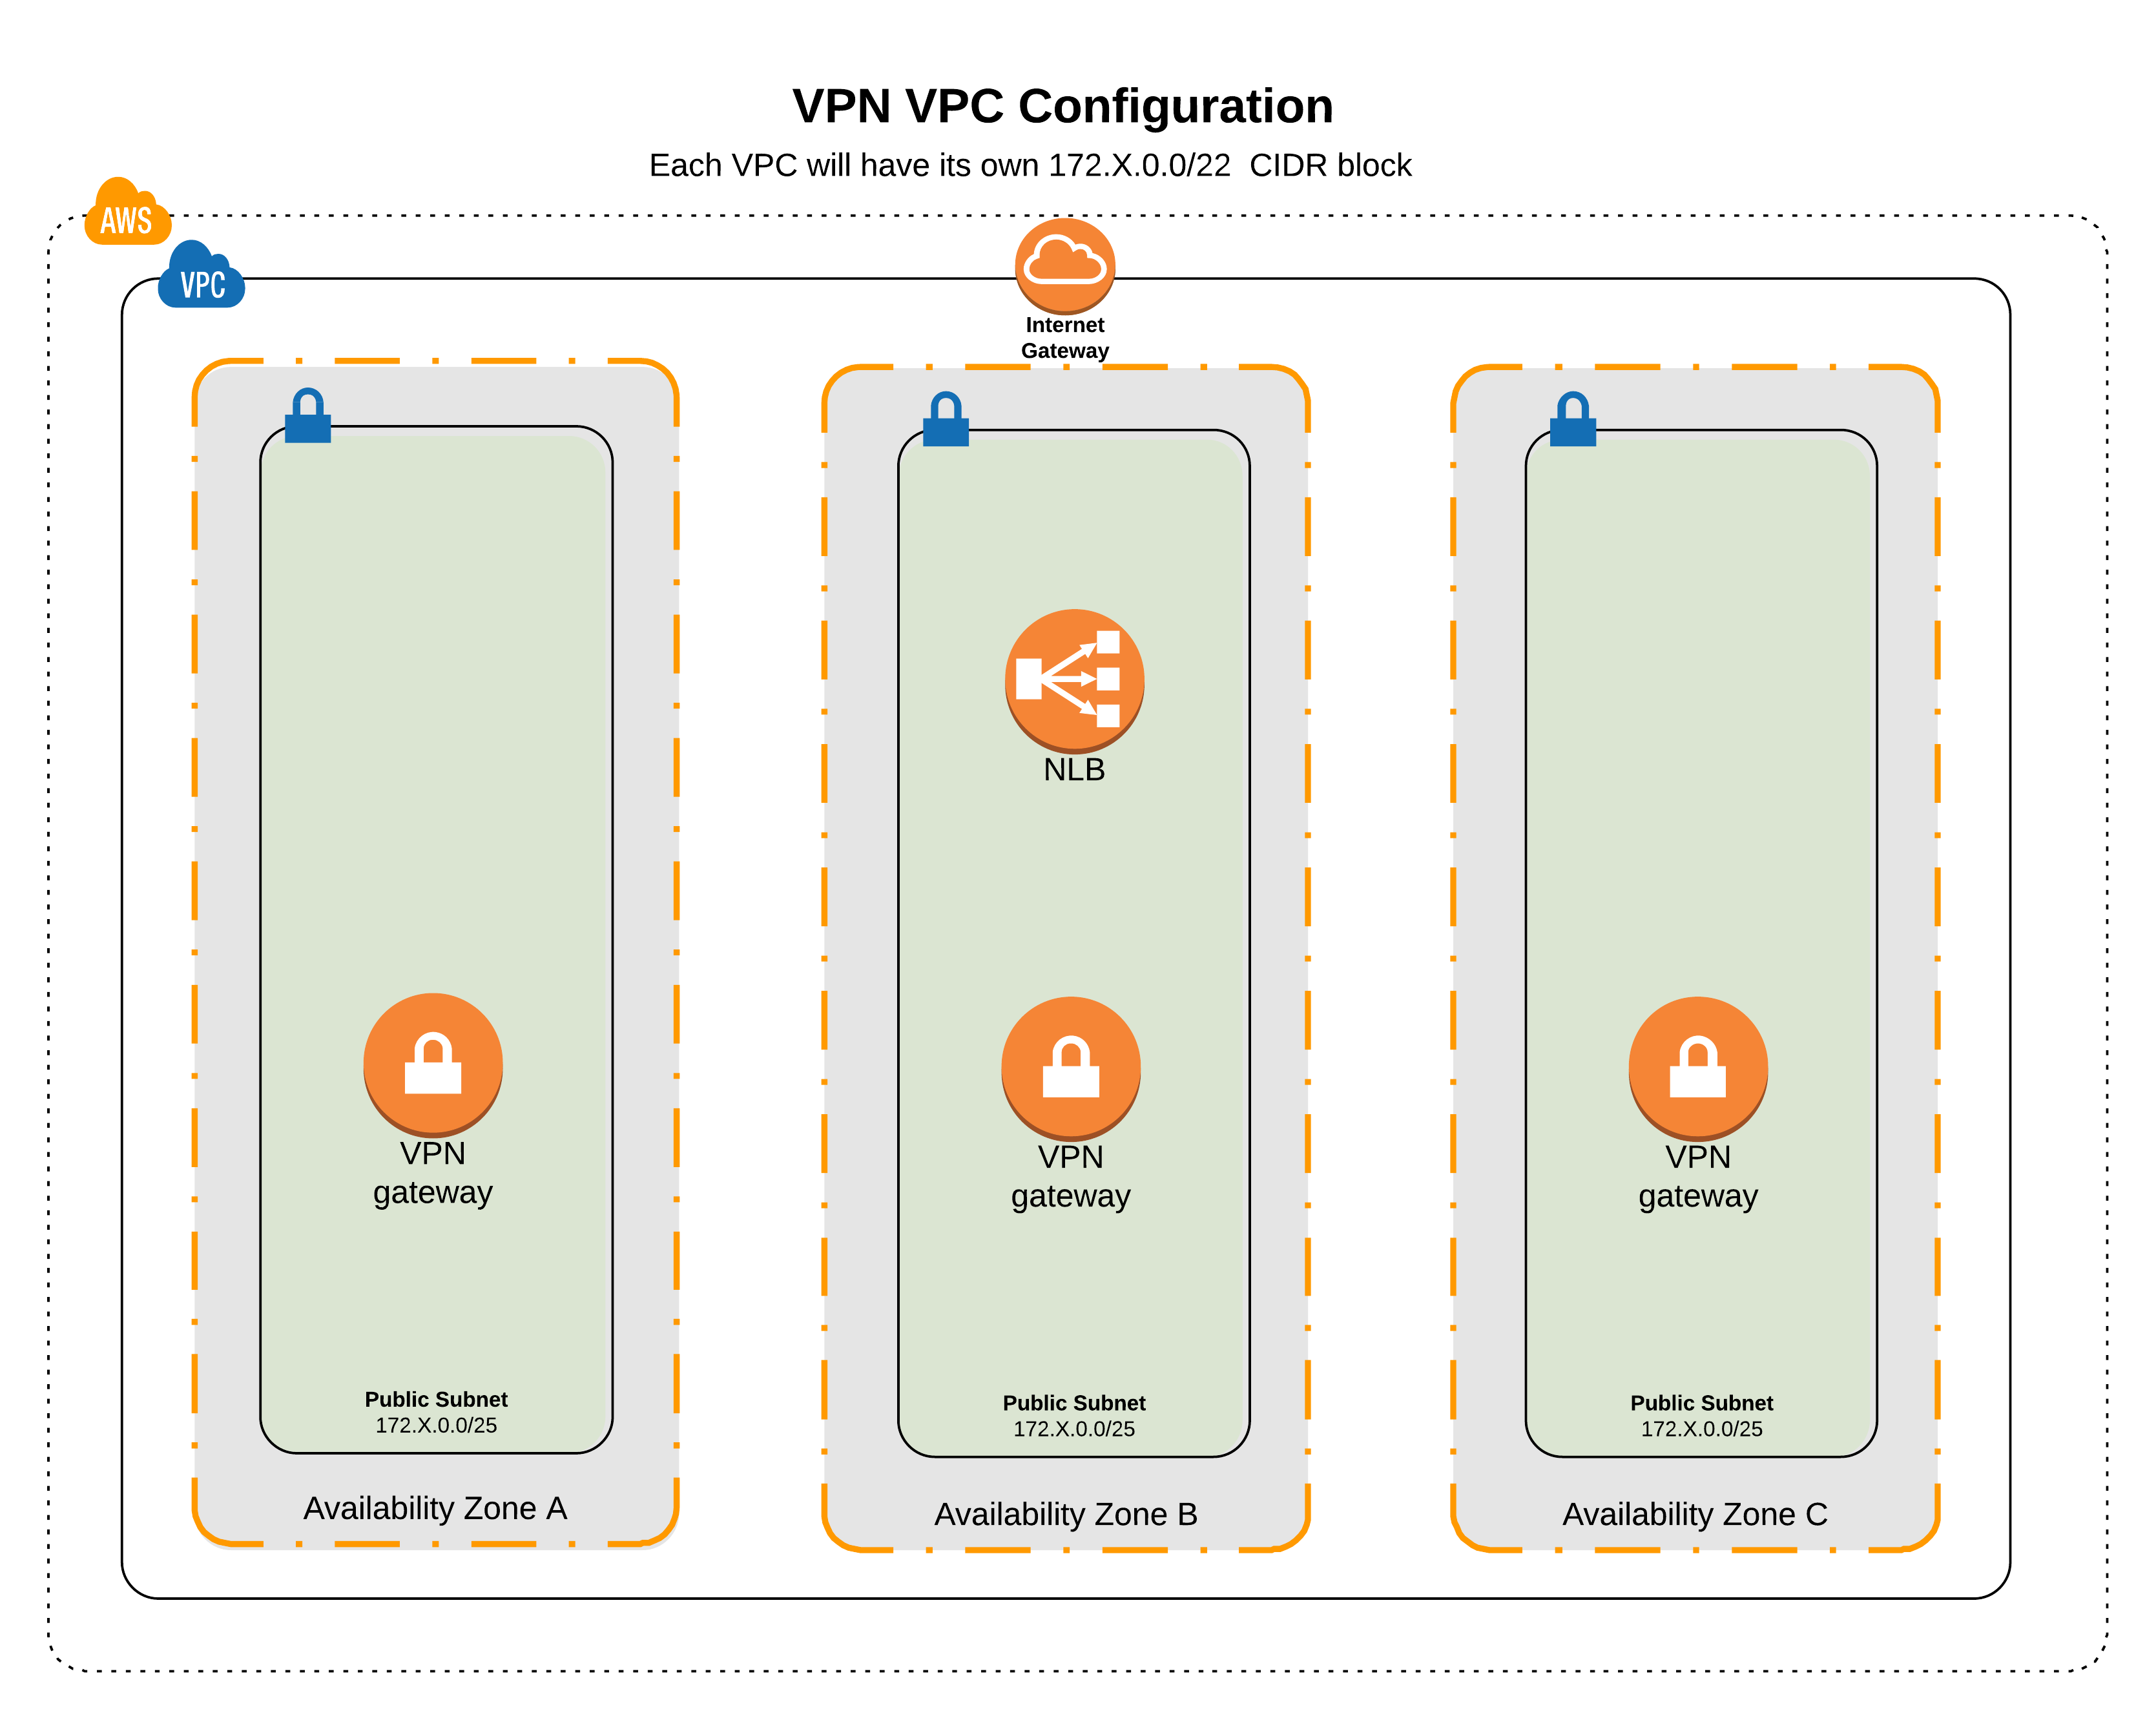 VPN VPC Configuration
Each VPC will have its own 172.X.0.0/22  CIDR block
AWS
VPC
Internet
Gateway
NLB
VPN
gateway
VPN
gateway
VPN
gateway
Public Subnet
172.X.0.0/25
Public Subnet
172.X.0.0/25
Public Subnet
172.X.0.0/25
Availability Zone A
Availability Zone B
Availability Zone C